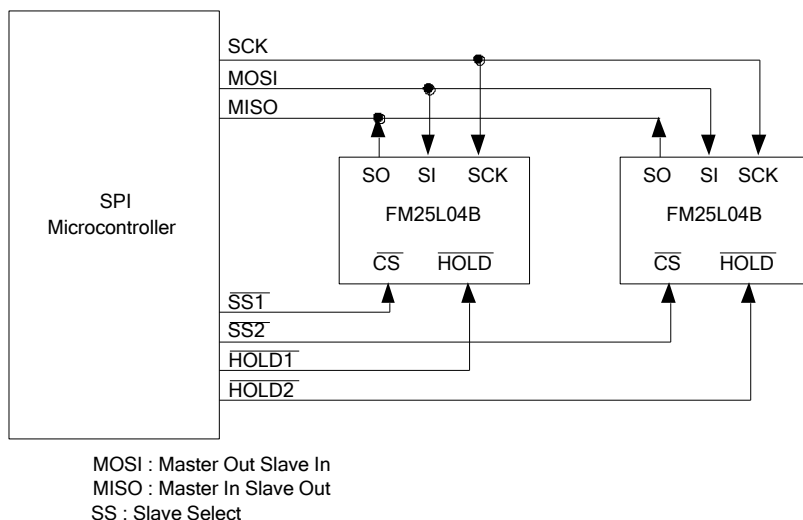 SCK
MOSI
MISO
SO SI SCK
SO SI SCK
SPI
Microcontroller
FM25L04B
FM25L04B
CS HOLD
CS HOLD
SS1
SS2
HOLD1
HOLD2
MOSI : Master Out Slave In
MISO : Master In Slave Out
SS : Slave Select